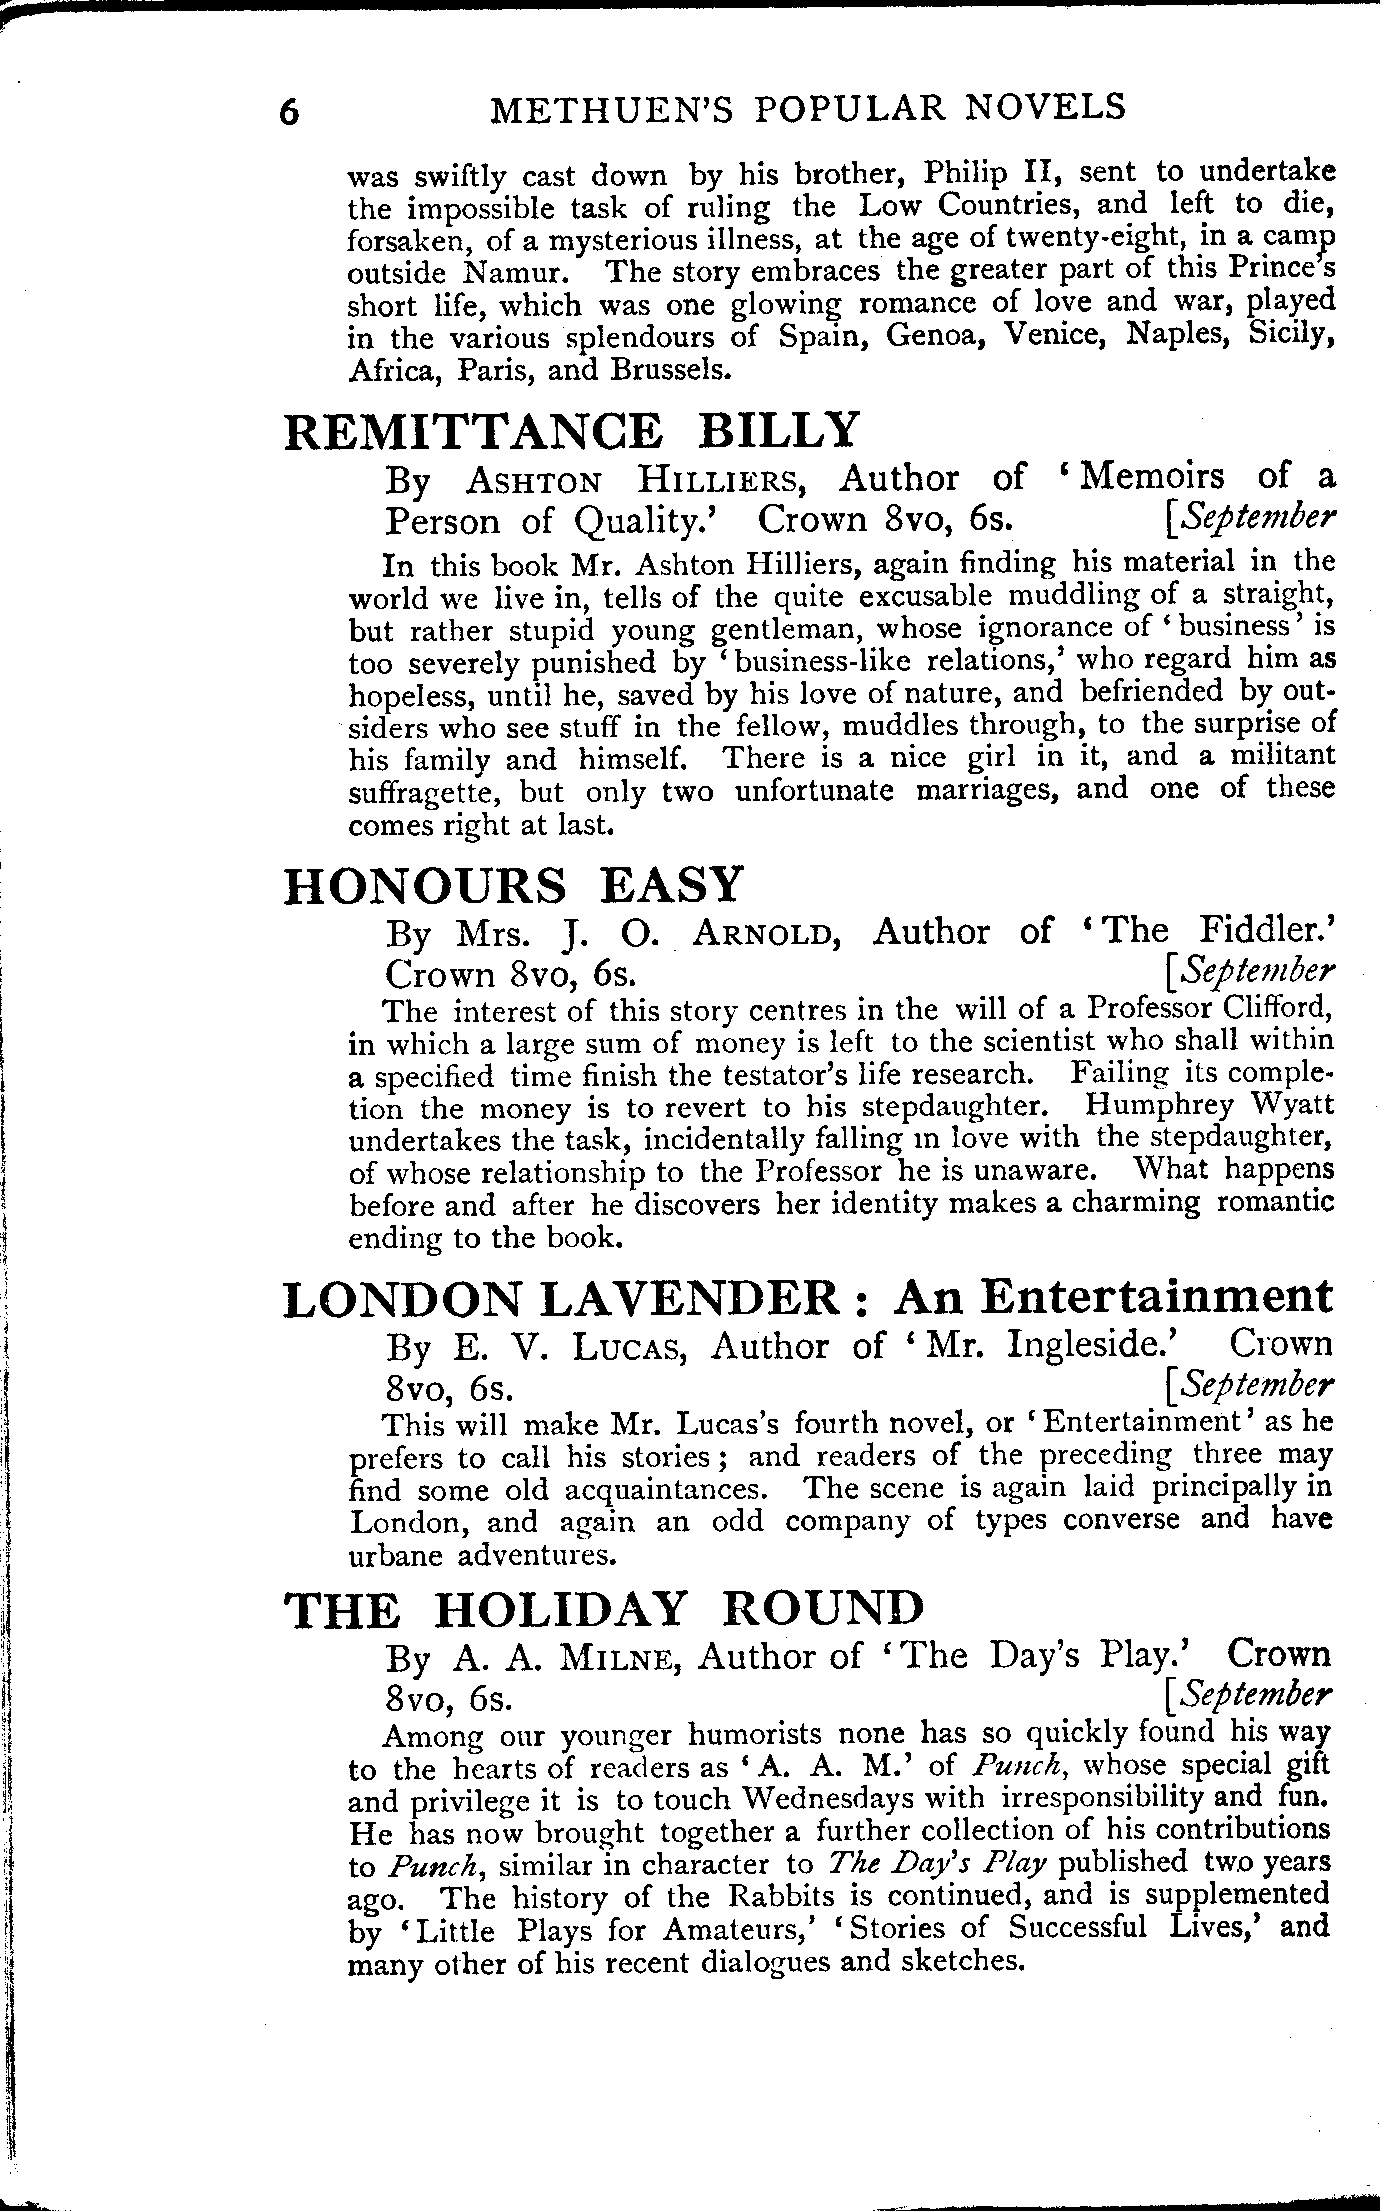 6 METHUEN'S POPULAR NOVELS
was swiftly cast down by his brother, Philip II, sent to undertake
the impossible task of ruling the Low Countries, and left to die,
forsaken, of a mysterious illness, at the age of twenty-eight, in a camp
outside Namur. The story embraces the greater part of this Prince's
short life, which was one glowing romance of love and war, played
in the various splendours of Spain, Genoa, Venice, Naples, Sicily,
Africa, Paris, and Brussels.
REMITTANCE BILLY
By ASHTON HILLIERS, Author of 'Memoirs of a
Person of Quality.' Crown 8vo, 6s. [September
In this book Mr. Ashton Hilliers, again finding his material in the
world we live in, tells of the quite excusable muddling of a straight,
but rather stupid young gentleman, whose ignorance of 'business' is
too severely punished by 'business-like relations,' who regard him as
hopeless, until he, saved by his love of nature, and befriended by out-
siders who see stuff in the fellow, muddles through, to the surprise of
his family and himself. There is a nice girl in it, and a militant
suffragette, but only two unfortunate marriages, and one of these
comes right at last.
HONOURS EASY
By Mrs. J. O. ARNOLD, Author of 'The Fiddler.'
Crown 8vo, 6s. [September
The interest of this story centres in the will of a Professor Clifford,
in which a large sum of money is left to the scientist who shall within
a specified time finish the testator's life research. Failing its comple-
tion the money is to revert to his stepdaughter. Humphrey Wyatt
undertakes the task, incidentally falling in love with the stepdaughter,
of whose relationship to the Professor he is unaware. What happens
before and after he discovers her identity makes a charming romantic
ending to the book.
LONDON LAVENDER : An Entertainment
By E. V. LUCAS, Author of 'Mr. Ingleside.' Crown
8vo, 6s. [September
This will make Mr. Lucas's fourth novel, or 'Entertainment' as he
prefers to call his stories; and readers of the preceding three may
find some old acquaintances. The scene is again laid principally in
London, and again an odd company of types converse and have
urbane adventures.
THE HOLIDAY ROUND
By A. A. MILNE, Author of 'The Day's Play.' Crown
8vo, 6s. [September
Among our younger humorists none has so quickly found his way
to the hearts of readers as 'A. A. M.' of Punch, whose special gift
and privilege it is to touch Wednesdays with irresponsibility and fun.
He has now brought together a further collection of his contributions
to Punch, similar in character to The Day's Play published two years
ago. The history of the Rabbits is continued, and is supplemented
by 'Little Plays for Amateurs,' 'Stories of Successful Lives,' and
many other of his recent dialogues and sketches.